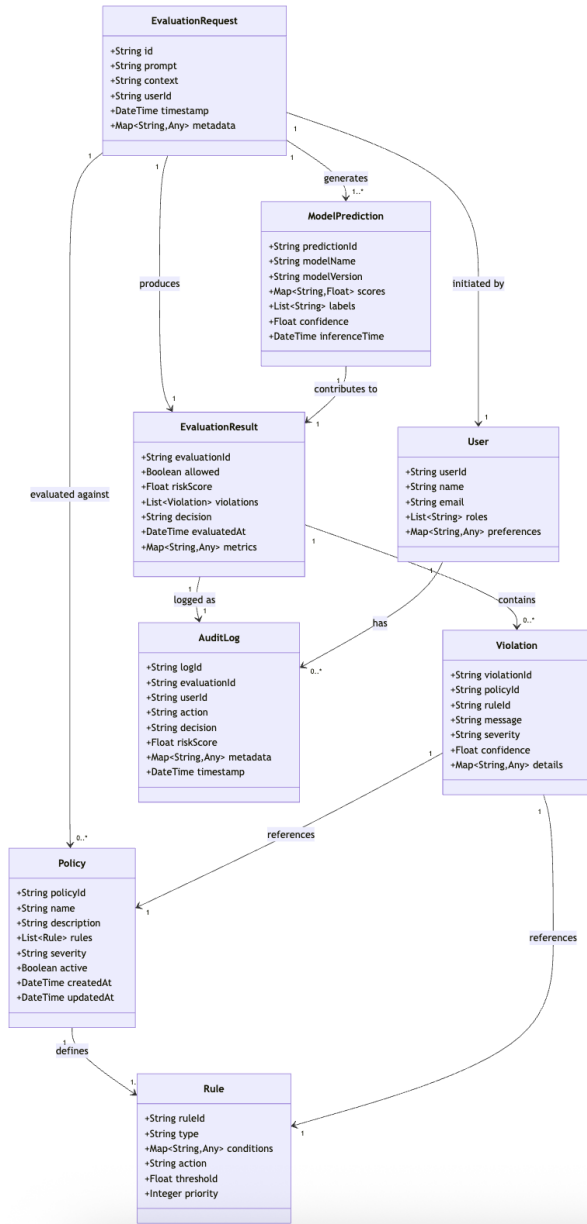 EvaluationRequest
+String id
+String prompt
+String context
+String userId
+DateTime timestamp
+Map<String,Any> metadata
1
1
1
1
generates
1..*
ModelPrediction
+String predictionId
+String modelName
+String modelVersion
+Map<String,Float> scores
+List<String> labels
+Float confidence
+DateTime inferenceTime
produces
initiated by
1
contributes to
1
1
1
EvaluationResult
+String evaluationId
+Boolean allowed
+Float riskScore
+List<Violation> violations
+String decision
+DateTime evaluatedAt
+Map<String,Any> metrics
User
+String userId
+String name
+String email
+List<String> roles
+Map<String,Any> preferences
evaluated against
1
1
1
logged as
1
contains
has
0..*
0..*
AuditLog
+String logId
+String evaluationId
+String userId
+String action
+String decision
+Float riskScore
+Map<String,Any> metadata
+DateTime timestamp
Violation
+String violationId
+String policyId
+String ruleId
+String message
+String severity
+Float confidence
+Map<String,Any> details
1
1
references
0..*
1
Policy
+String policyId
+String name
+String description
+List<Rule> rules
+String severity
+Boolean active
+DateTime createdAt
+DateTime updatedAt
references
1
defines
1..
Rule
+String ruleId
+String type
+Map<String,Any> conditions
+String action
+Float threshold
+Integer priority
1